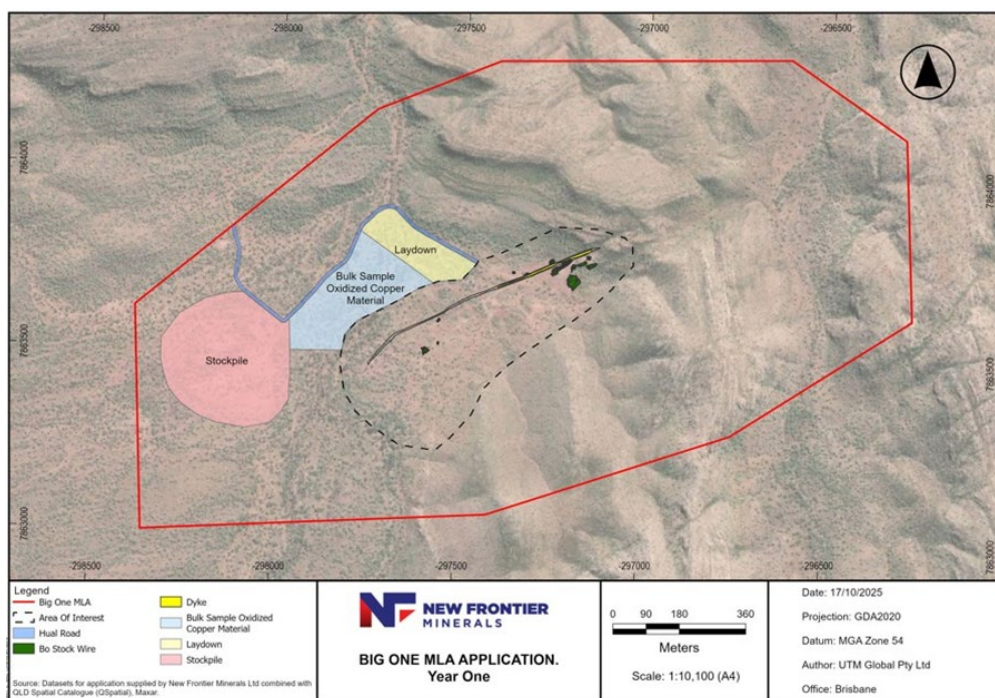 -298500
-298000
-297500
-297000
-296500
7864000
7864000
Laydown
Bulk Sample
Oxidized Copper
Material
7863500
7863500
Stockpile
7863000
7863000
-298500
-298000
-297500
-297000
-296500
Legend
Big One MLA
Area Of Interest
Hual Road
Bo Stock Wire
Dyke
Bulk Sample Oxidized
Copper Material
Laydown
Stockpile
Source: Datasets for application supplied by New Frontier Minerals Ltd combined with
QLD Spatial Catalogue (QSpatial), Maxar.
NF NEW FRONTIER
MINERALS
BIG ONE MLA APPLICATION.
Year One
0 90 180 360
Meters
Scale: 1:10,100 (A4)
Date: 17/10/2025
Projection: GDA2020
Datum: MGA Zone 54
Author: UTM Global Pty Ltd
Office: Brisbane